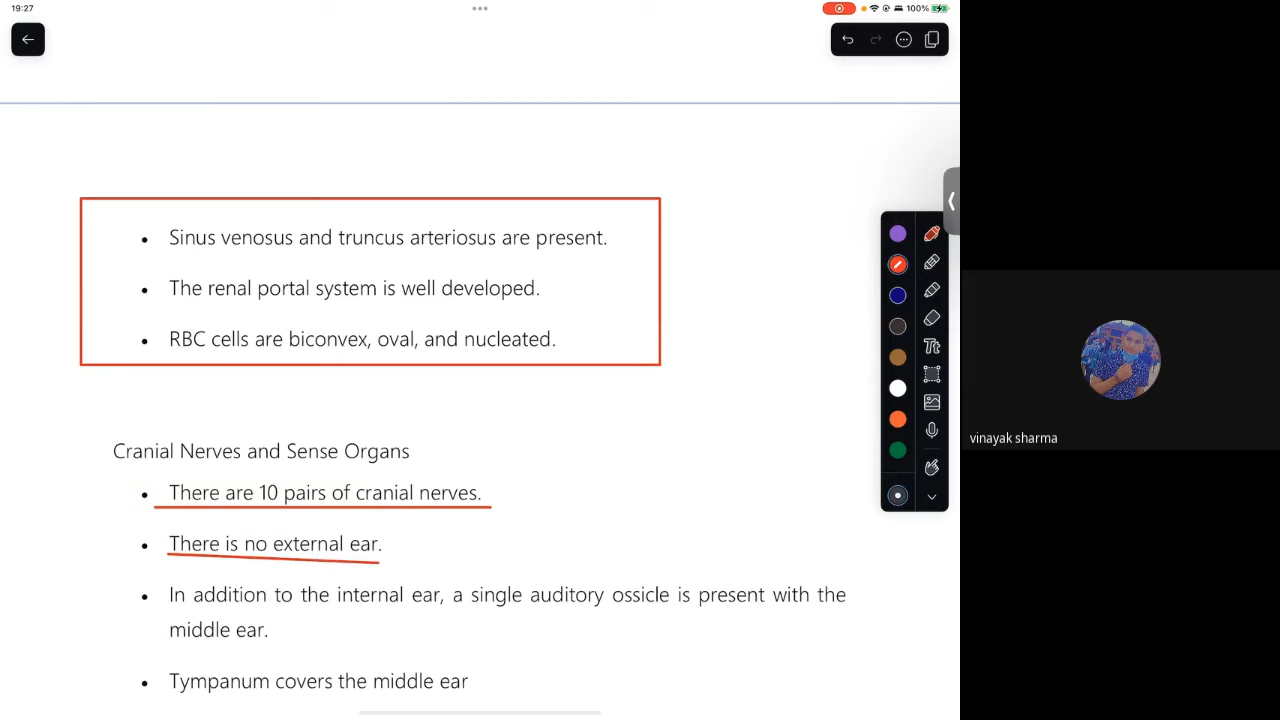 19:27
100%
Sinus venosus and truncus arteriosus are present.
The renal portal system is well developed.
RBC cells are biconvex, oval, and nucleated.
Cranial Nerves and Sense Organs
There are 10 pairs of cranial nerves.
There is no external ear.
In addition to the internal ear, a single auditory ossicle is present with the
middle ear.
Tympanum covers the middle ear
Tt
vinayak sharma